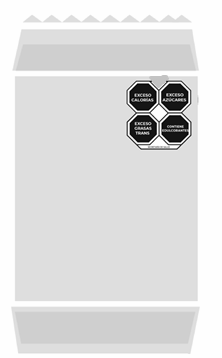 EXCESO
CALORÍAS
EXCESO
AZÚCARES
EXCESO
GRASAS
TRANS
CONTIENE
EDULCORANTES